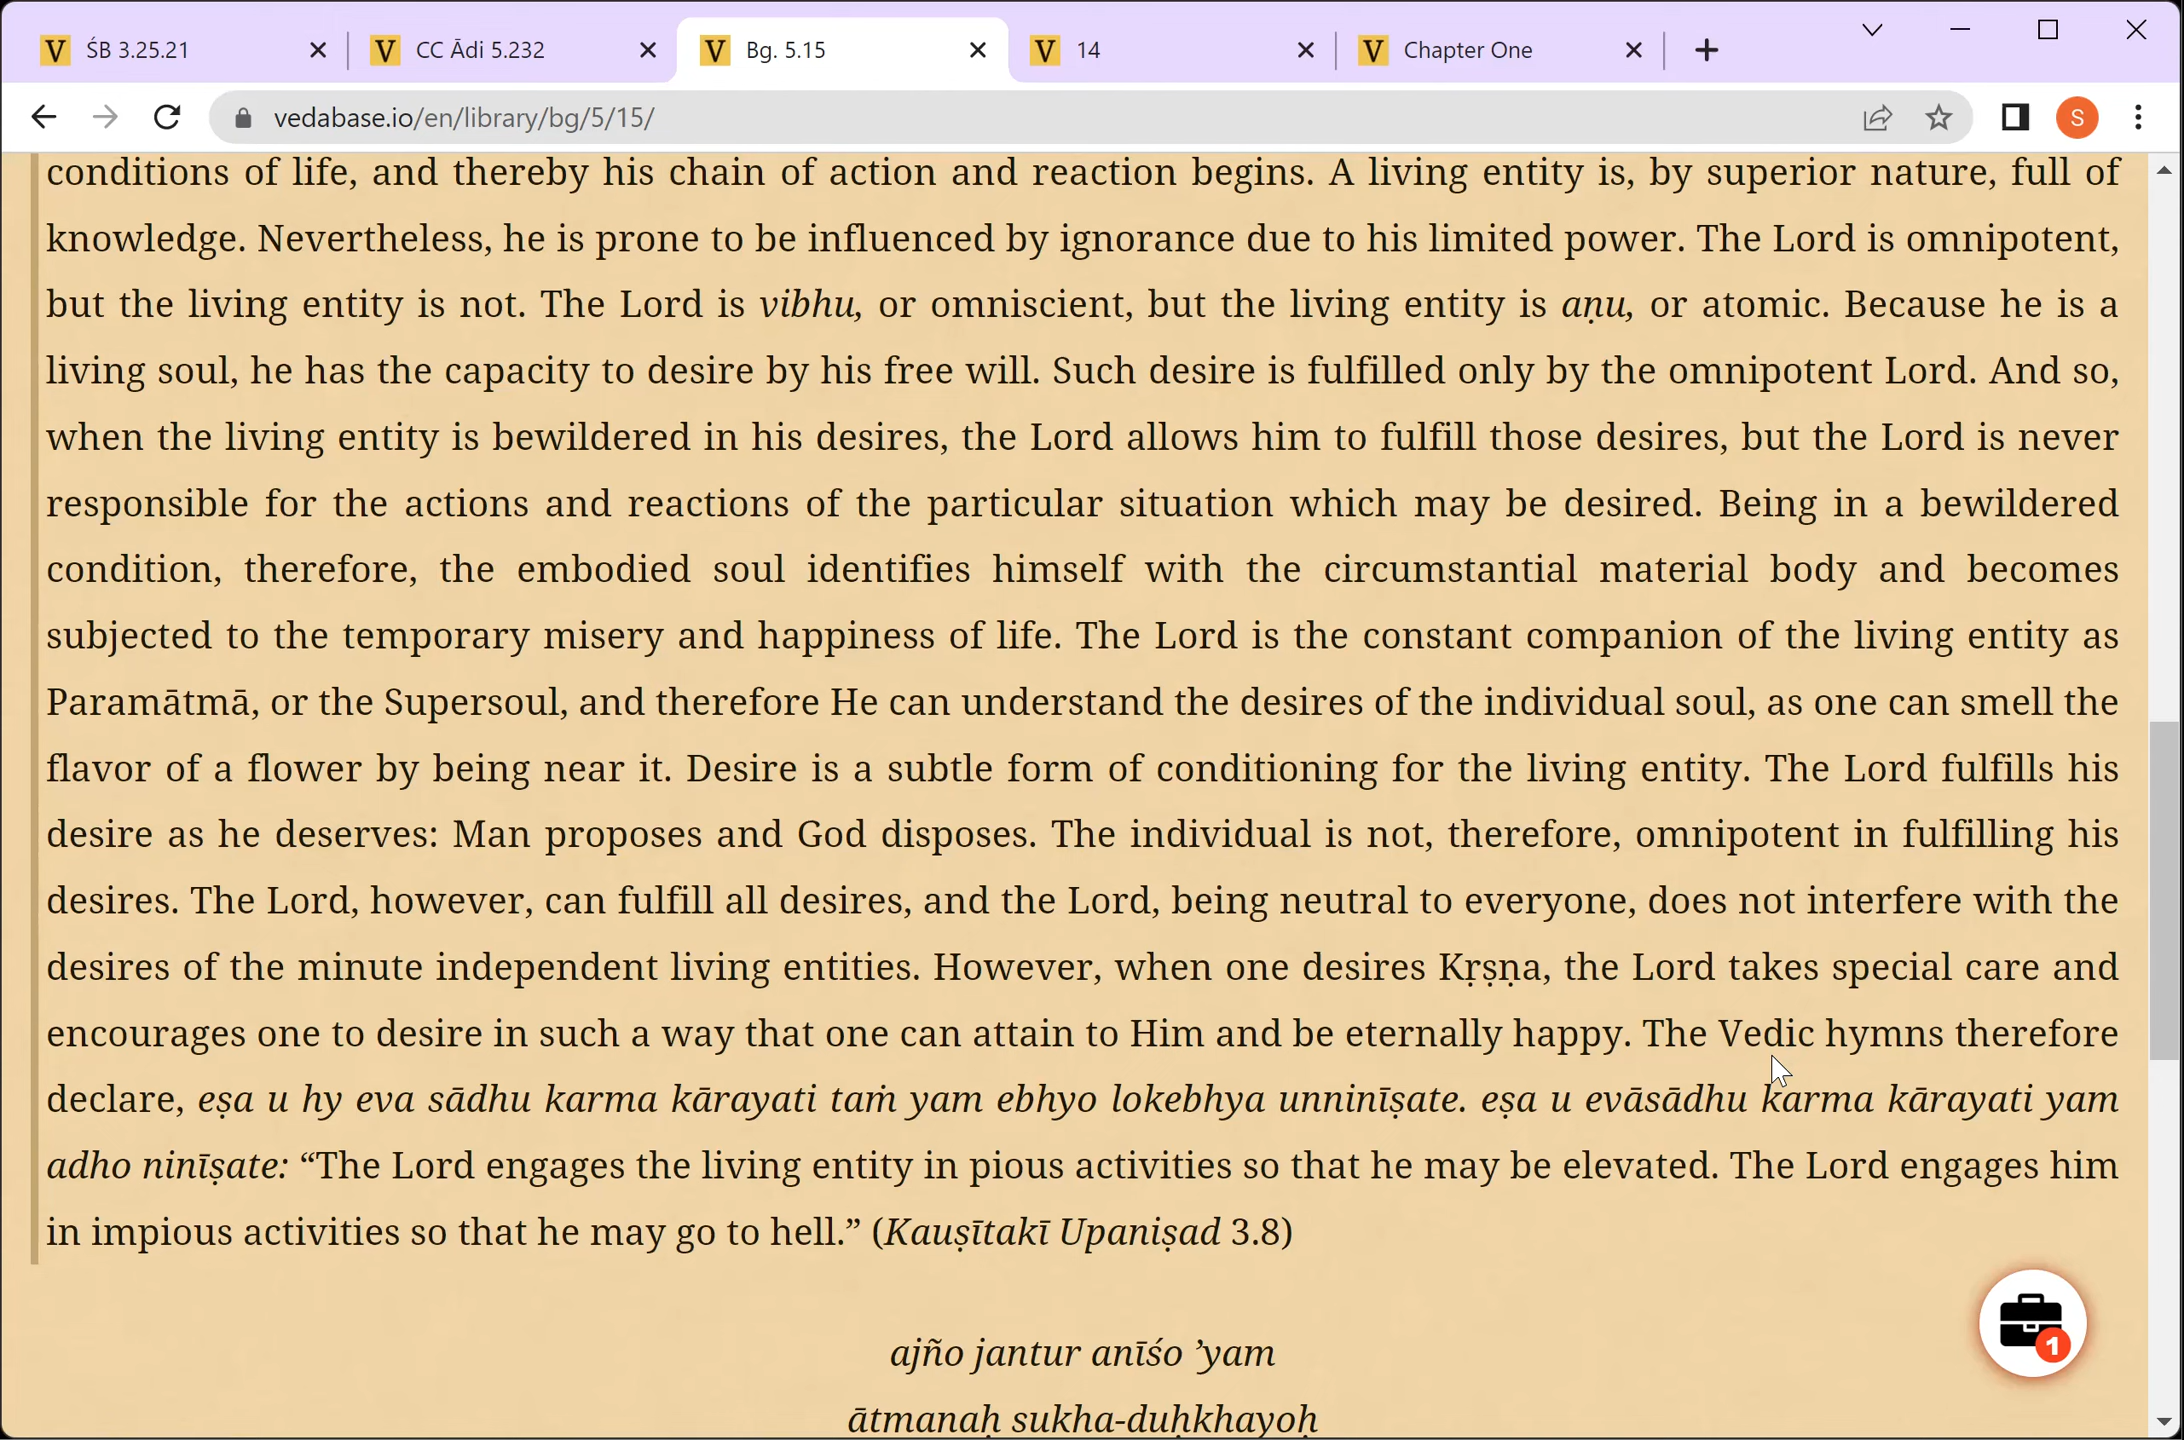 ŚB 3.25.21
CC Ādi 5.232
Bg. 5.15
14
Chapter One
vedabase.io/en/library/bg/5/15/
S
conditions of life, and thereby his chain of action and reaction begins. A living entity is, by superior nature, full of
knowledge. Nevertheless, he is prone to be influenced by ignorance due to his limited power. The Lord is omnipotent,
but the living entity is not. The Lord is vibhu, or omniscient, but the living entity is aṇu, or atomic. Because he is a
living soul, he has the capacity to desire by his free will. Such desire is fulfilled only by the omnipotent Lord. And so,
when the living entity is bewildered in his desires, the Lord allows him to fulfill those desires, but the Lord is never
responsible for the actions and reactions of the particular situation which may be desired. Being in a bewildered
condition, therefore, the embodied soul identifies himself with the circumstantial material body and becomes
subjected to the temporary misery and happiness of life. The Lord is the constant companion of the living entity as
Paramātmā, or the Supersoul, and therefore He can understand the desires of the individual soul, as one can smell the
flavor of a flower by being near it. Desire is a subtle form of conditioning for the living entity. The Lord fulfills his
desire as he deserves: Man proposes and God disposes. The individual is not, therefore, omnipotent in fulfilling his
desires. The Lord, however, can fulfill all desires, and the Lord, being neutral to everyone, does not interfere with the
desires of the minute independent living entities. However, when one desires Kṛṣṇa, the Lord takes special care and
encourages one to desire in such a way that one can attain to Him and be eternally happy. The Vedic hymns therefore
declare, eṣa u hy eva sādhu karma kārayati taṁ yam ebhyo lokebhya unninīṣate. eṣa u evāsādhu karma kārayati yam
adho ninīṣate: “The Lord engages the living entity in pious activities so that he may be elevated. The Lord engages him
in impious activities so that he may go to hell.” (Kauṣītakī Upaniṣad 3.8)
1
ajño jantur anīśo ’yam
ātmanaḥ sukha-duḥkhayoḥ